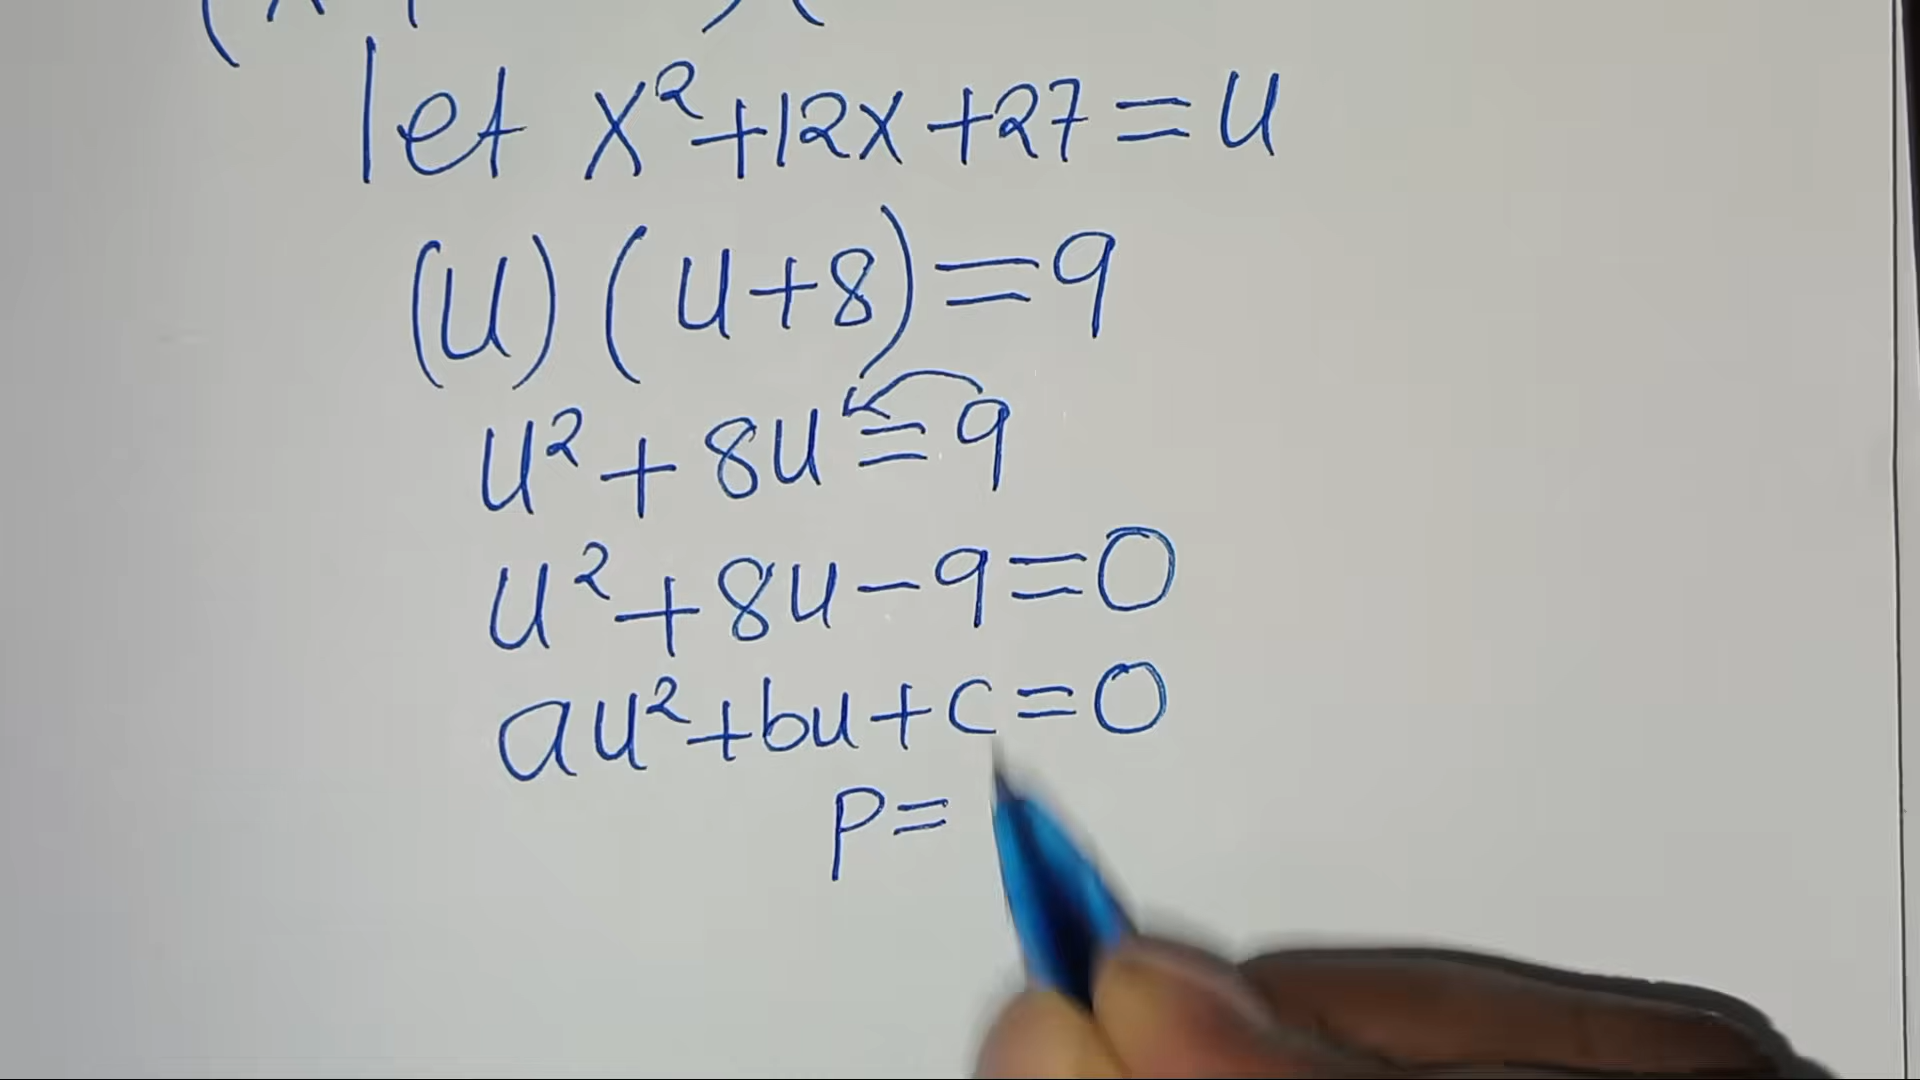 let x²+12x+27=u
(u)(u+8)=9
u²+8u=9
u²+8u-9=0
au²+bu+c=0
p=